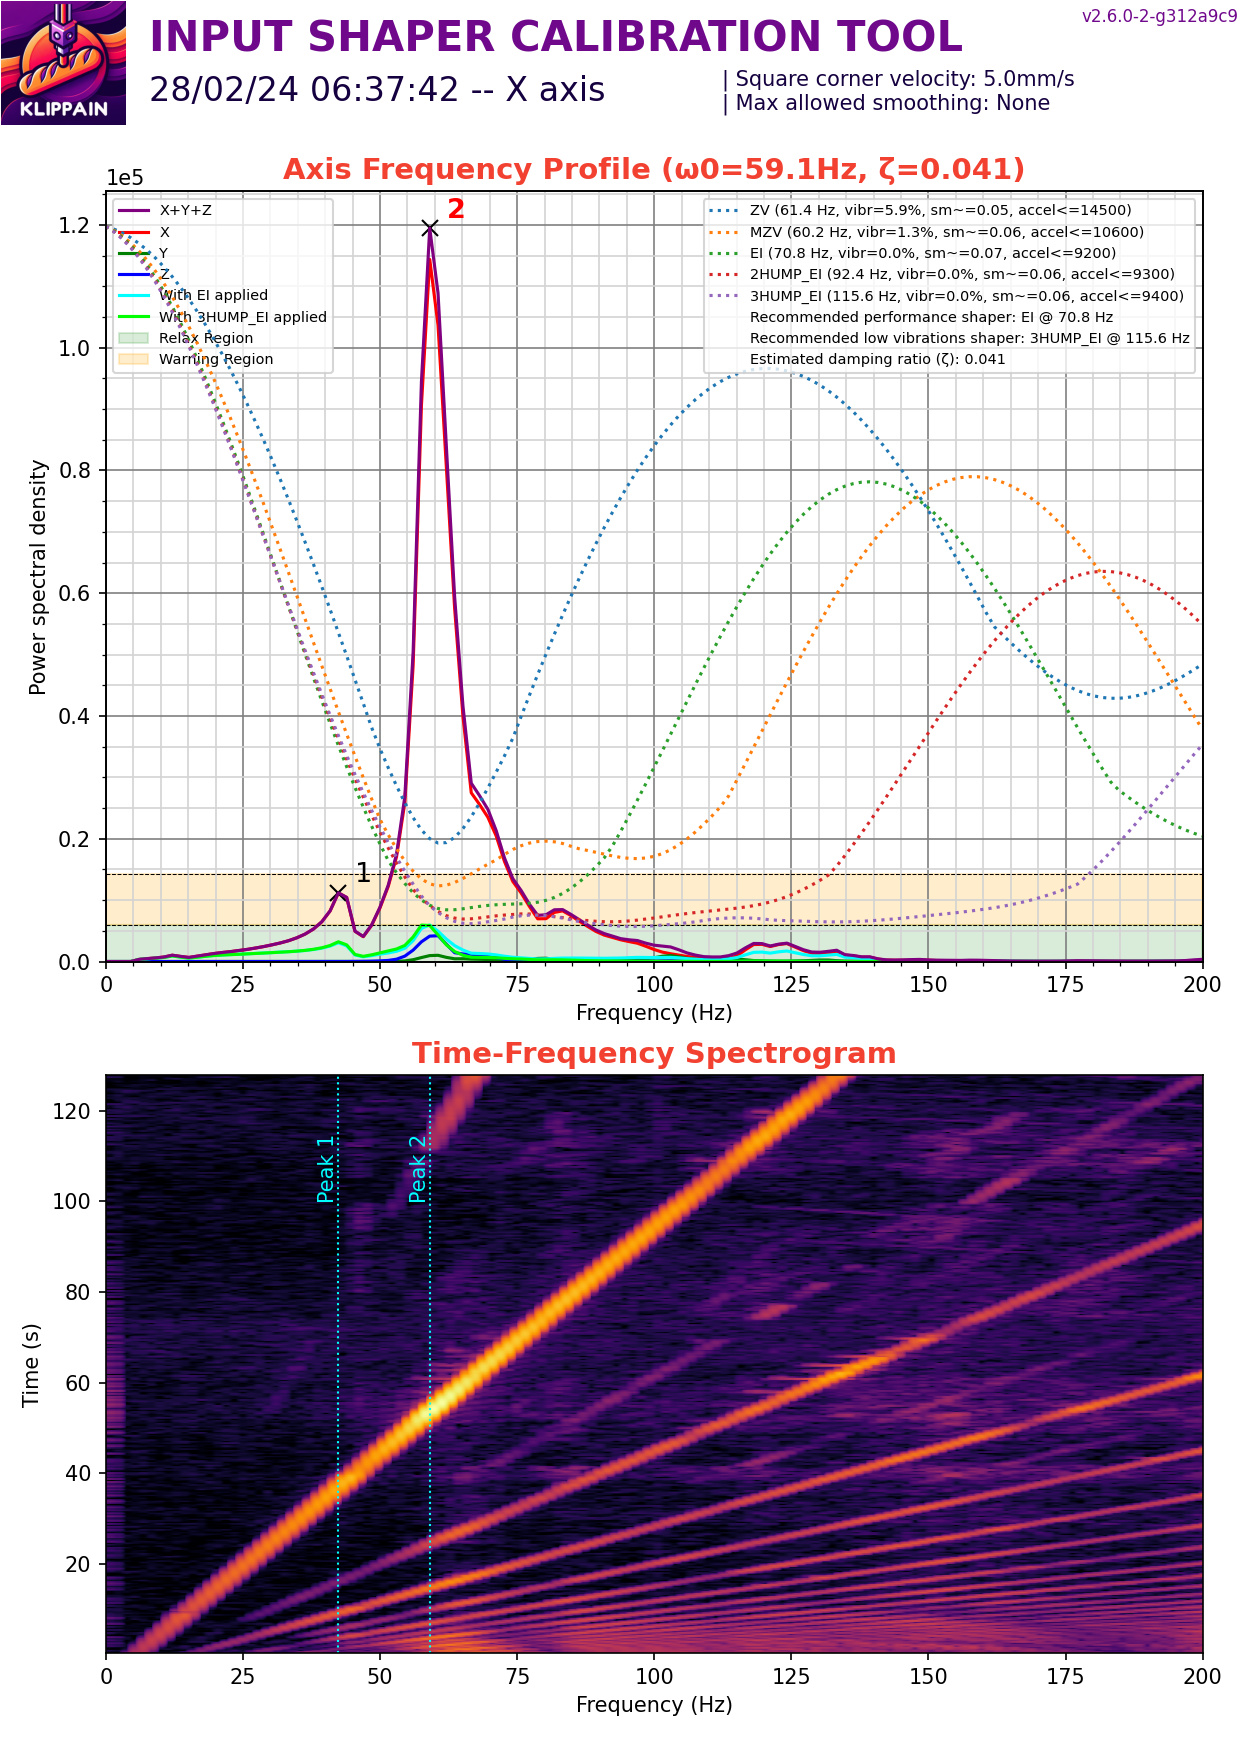 v2.6.0-2-g312a9c9
INPUT SHAPER CALIBRATION TOOL
28/02/24 06:37:42 -- X axis
| Square corner velocity: 5.0mm/s
| Max allowed smoothing: None
KLIPPAIN
Axis Frequency Profile (ω0=59.1Hz, ζ=0.041)
1e5
X+Y+Z
X
Y
Z
With EI applied
With 3HUMP_EI applied
Relax Region
Warning Region
ZV (61.4 Hz, vibr=5.9%, sm~=0.05, accel<=14500)
MZV (60.2 Hz, vibr=1.3%, sm~=0.06, accel<=10600)
EI (70.8 Hz, vibr=0.0%, sm~=0.07, accel<=9200)
2HUMP_EI (92.4 Hz, vibr=0.0%, sm~=0.06, accel<=9300)
3HUMP_EI (115.6 Hz, vibr=0.0%, sm~=0.06, accel<=9400)
Recommended performance shaper: EI @ 70.8 Hz
Recommended low vibrations shaper: 3HUMP_EI @ 115.6 Hz
Estimated damping ratio (ζ): 0.041
2
1
1.2
1.0
0.8
0.6
0.4
0.2
0.0
Power spectral density
0 25 50 75 100 125 150 175 200
Frequency (Hz)
Time-Frequency Spectrogram
Peak 1
Peak 2
120
100
80
60
40
20
Time (s)
0 25 50 75 100 125 150 175 200
Frequency (Hz)